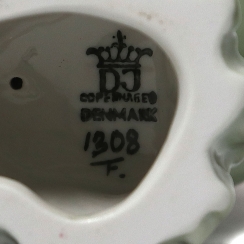 DJ
COPENHAGEN
DENMARK
1308
F.